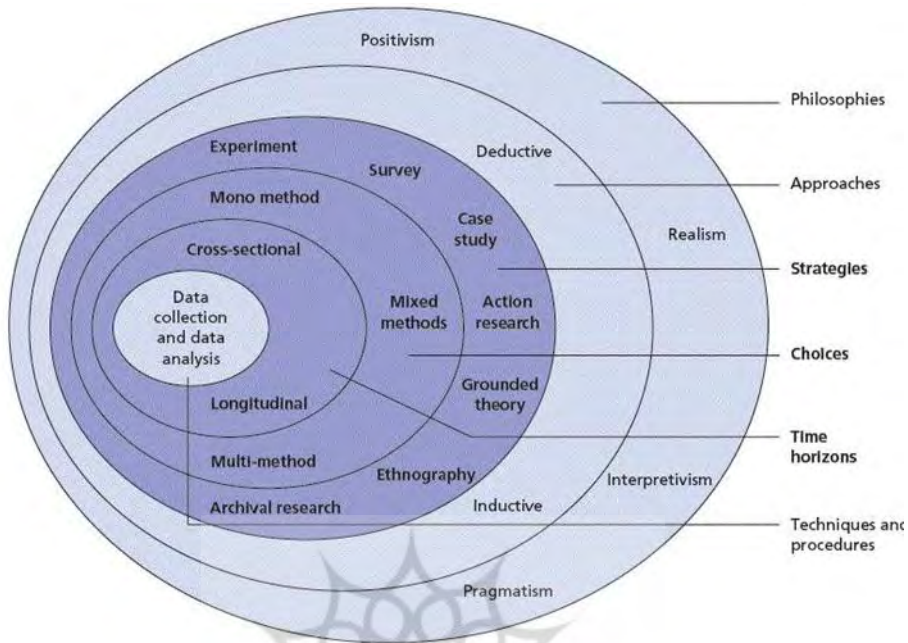 Positivism
Philosophies
Experiment
Survey
Deductive
Approaches
Mono method
Case
study
Realism
Cross-sectional
Strategies
Data
collection
and data
analysis
Mixed
methods
Action
research
Choices
Grounded
theory
Longitudinal
Time
horizons
Multi-method
Ethnography
Interpretivism
Archival research
Inductive
Techniques and
procedures
Pragmatism